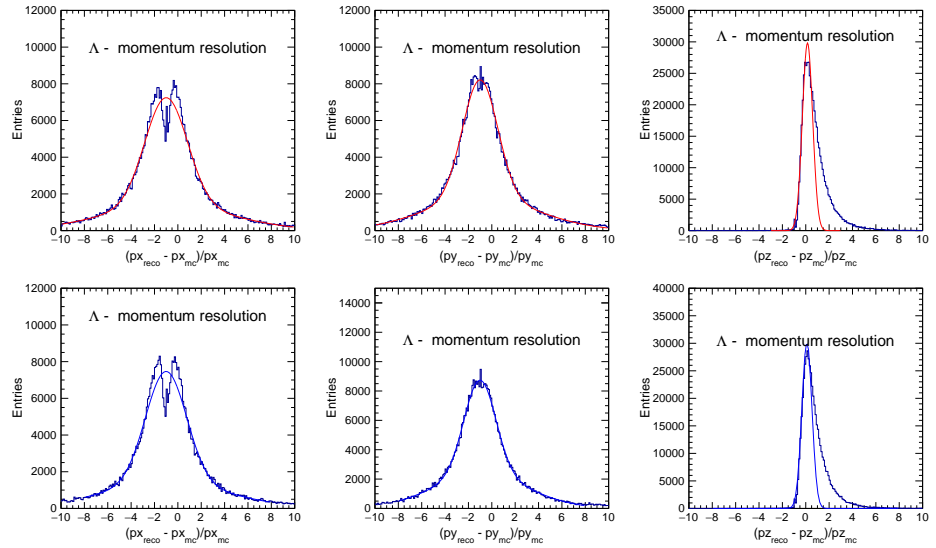 12000
10000
8000
6000
4000
2000
0
Entries
Λ - momentum resolution
−10 −8 −6 −4 −2 0 2 4 6 8 10
(px_reco - px_mc)/px_mc
12000
10000
8000
6000
4000
2000
0
Entries
Λ - momentum resolution
−10 −8 −6 −4 −2 0 2 4 6 8 10
(py_reco - py_mc)/py_mc
35000
30000
25000
20000
15000
10000
5000
0
Entries
Λ - momentum resolution
−10 −8 −6 −4 −2 0 2 4 6 8 10
(pz_reco - pz_mc)/pz_mc
12000
10000
8000
6000
4000
2000
0
Entries
Λ - momentum resolution
−10 −8 −6 −4 −2 0 2 4 6 8 10
(px_reco - px_mc)/px_mc
14000
12000
10000
8000
6000
4000
2000
0
Entries
Λ - momentum resolution
−10 −8 −6 −4 −2 0 2 4 6 8 10
(py_reco - py_mc)/py_mc
40000
35000
30000
25000
20000
15000
10000
5000
0
Entries
Λ - momentum resolution
−10 −8 −6 −4 −2 0 2 4 6 8 10
(pz_reco - pz_mc)/pz_mc